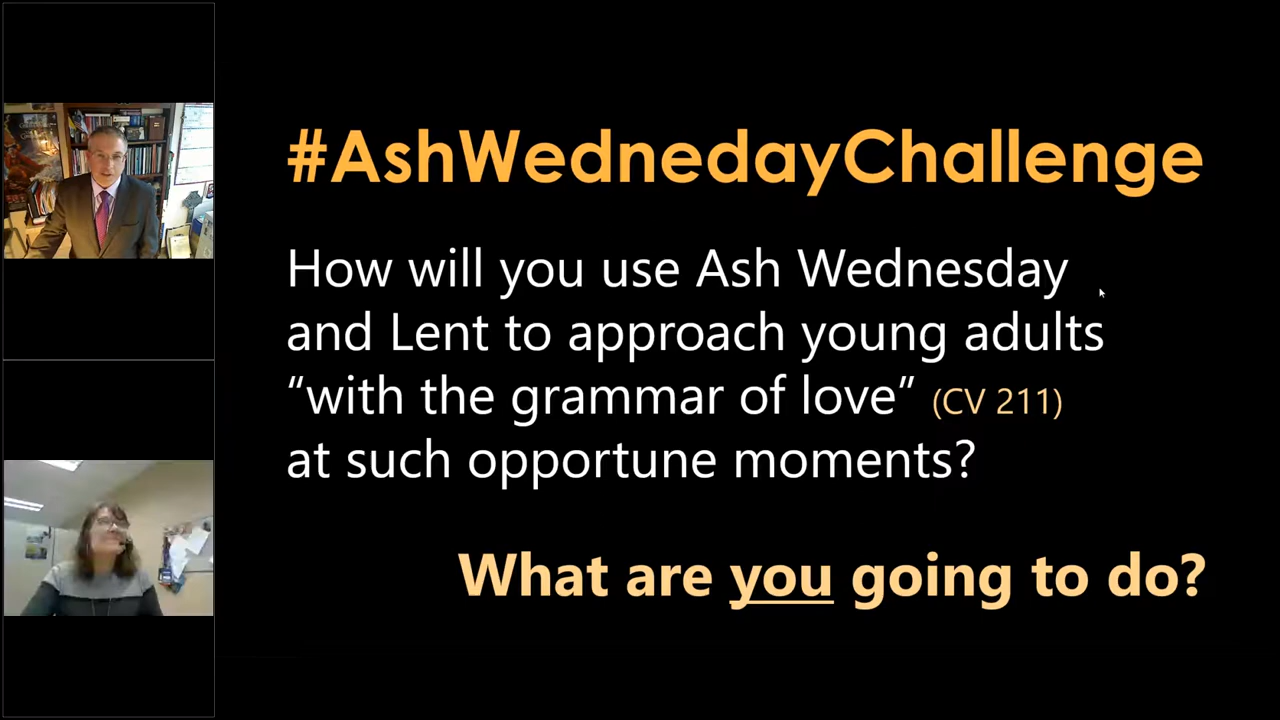 #AshWednedayChallenge
How will you use Ash Wednesday
and Lent to approach young adults
“with the grammar of love” (CV 211)
at such opportune moments?
What are you going to do?